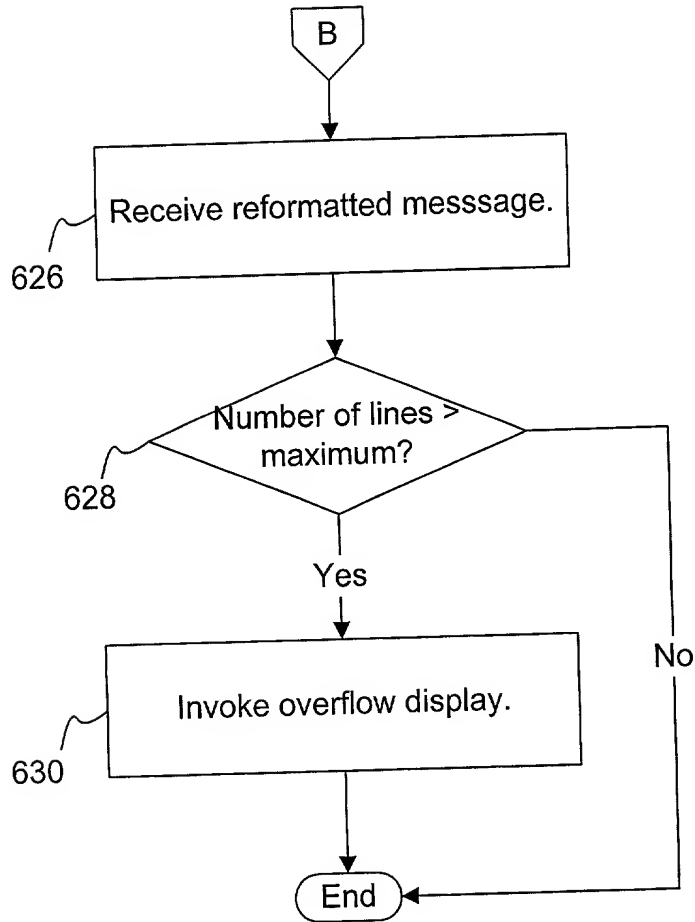 B
Receive reformatted messsage.
626
Number of lines >
maximum?
628
Yes
No
Invoke overflow display.
630
End